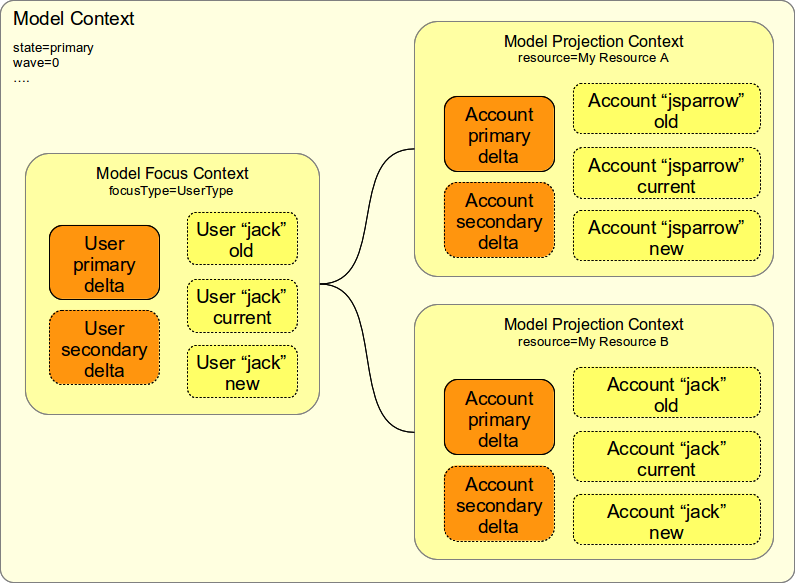 Model Context
state=primary
wave=0
....
Model Focus Context
focusType=UserType
User
primary
delta
User
secondary
delta
User “jack”
old
User “jack”
current
User “jack”
new
Model Projection Context
resource=My Resource A
Account
primary
delta
Account
secondary
delta
Account “jsparrow”
old
Account “jsparrow”
current
Account “jsparrow”
new
Model Projection Context
resource=My Resource B
Account
primary
delta
Account
secondary
delta
Account “jack”
old
Account “jack”
current
Account “jack”
new